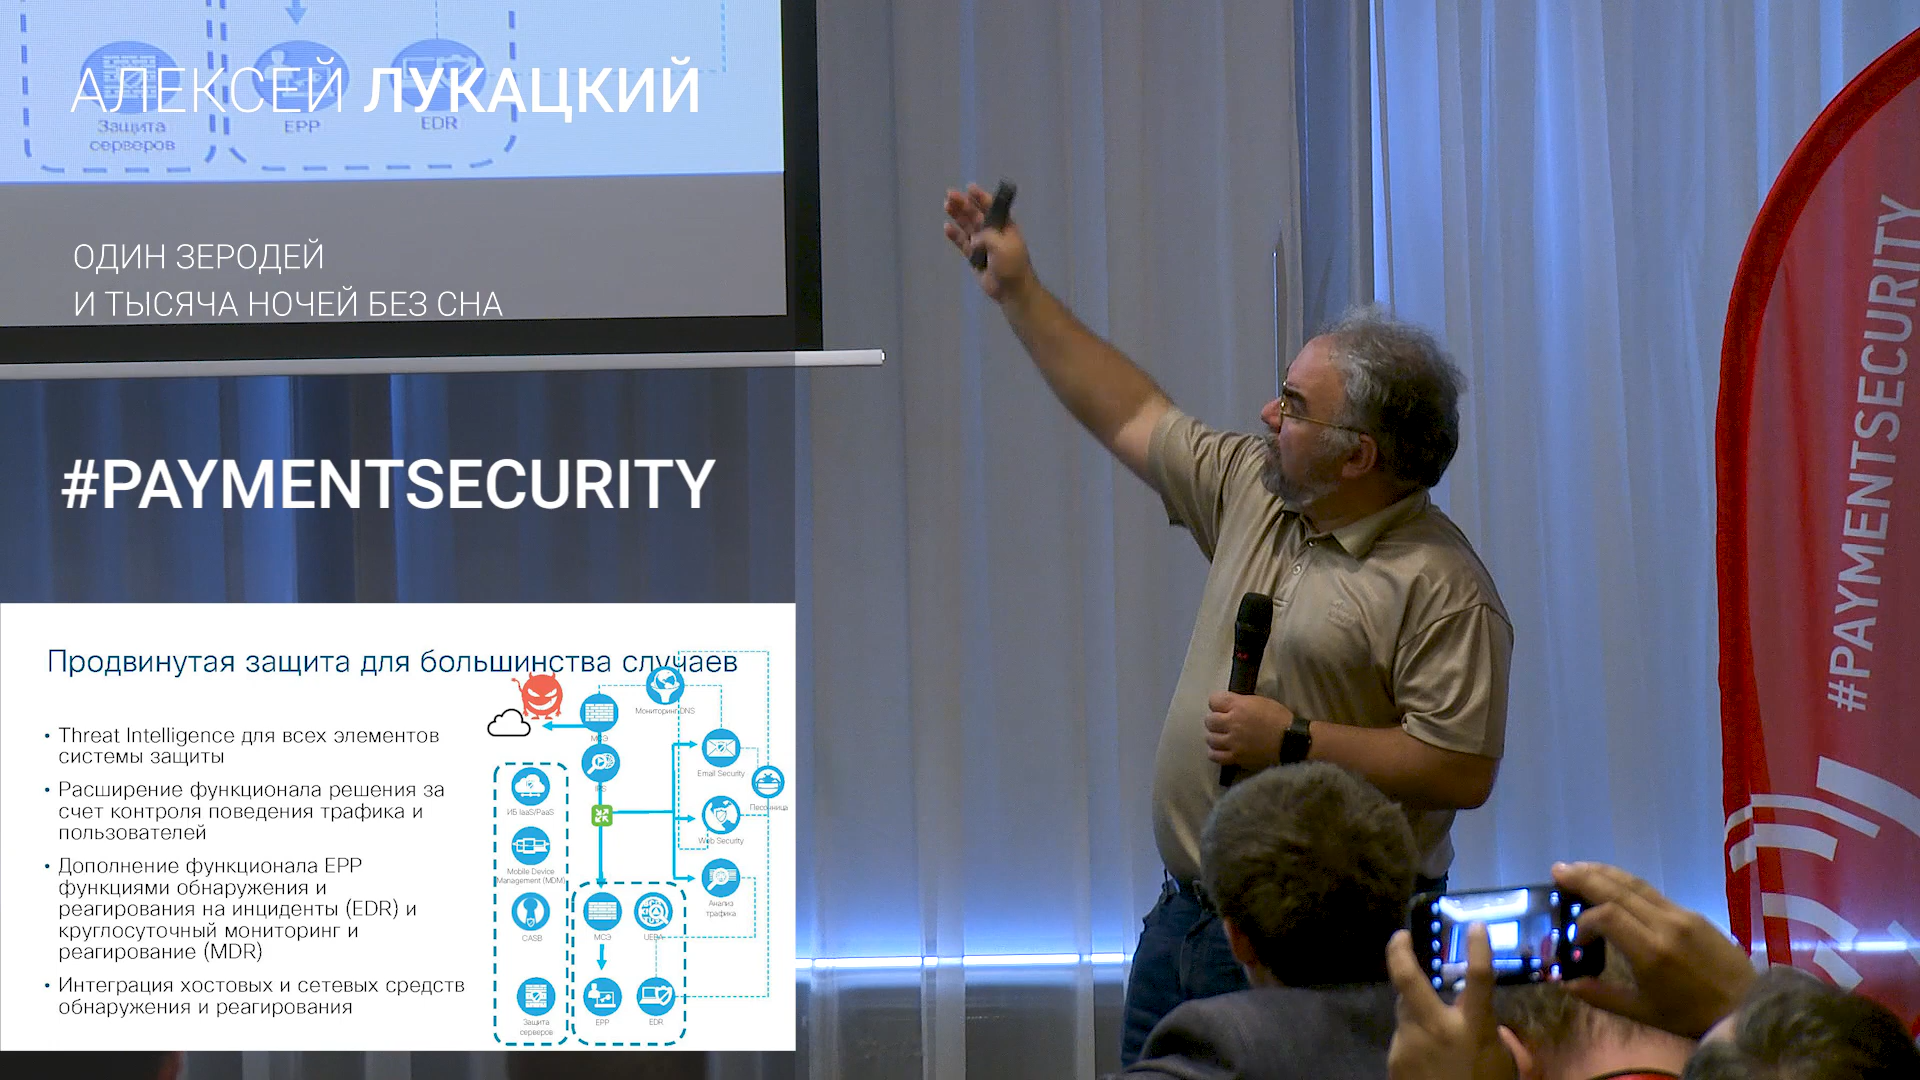 Защита
серверов
EPP
EDR
АЛЕКСЕЙ ЛУКАЦКИЙ
ОДИН ЗЕРОДЕЙ
И ТЫСЯЧА НОЧЕЙ БЕЗ СНА
#PAYMENTSECURITY
Продвинутая защита для большинства случаев
• Threat Intelligence для всех элементов
системы защиты
• Расширение функционала решения за
счет контроля поведения трафика и
пользователей
• Дополнение функционала EPP
функциями обнаружения и
реагирования на инциденты (EDR) и
круглосуточный мониторинг и
реагирование (MDR)
• Интеграция хостовых и сетевых средств
обнаружения и реагирования
Мониторинг DNS
МСЭ
IPS
Email Security
Песочница
Web Security
Анализ
трафика
ИБ IaaS/PaaS
Mobile Device
Management (MDM)
CASB
МСЭ
UEBA
Защита
серверов
EPP
EDR
#PAYMENTSECURITY